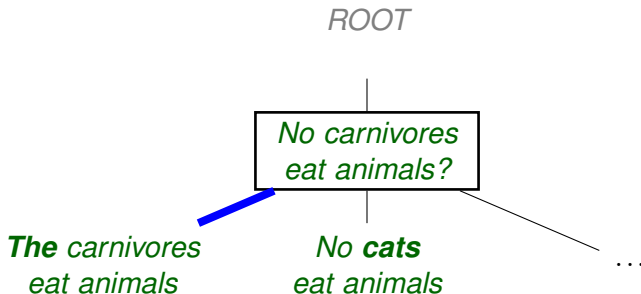 ROOT
No carnivores
eat animals?
The carnivores
eat animals
No cats
eat animals
...